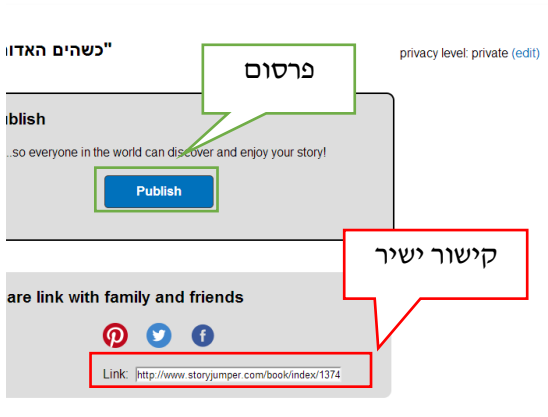 "כשהים האדו
privacy level: private (edit)
פרסום
ublish
...so everyone in the world can discover and enjoy your story!
Publish
קישור ישיר
are link with family and friends
Link: http://www.storyjumper.com/book/index/1374